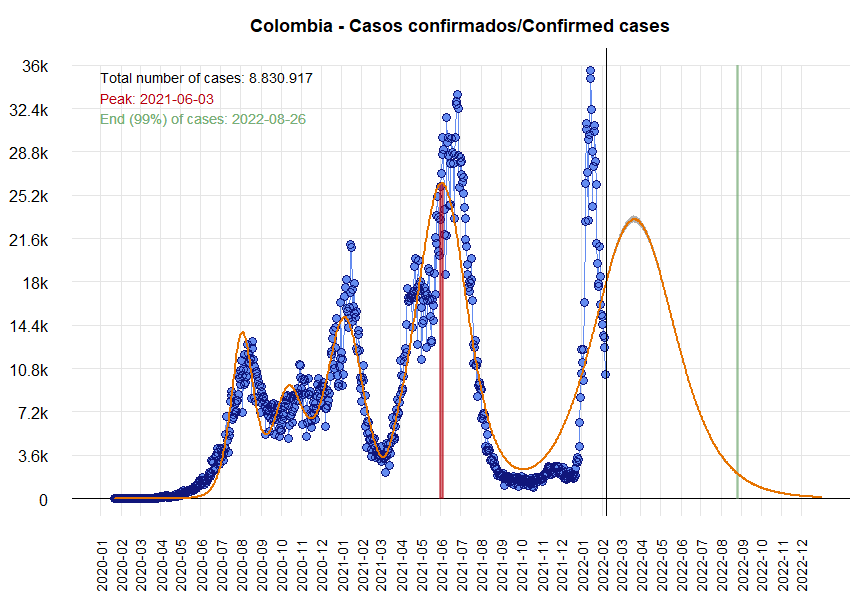 Colombia - Casos confirmados/Confirmed cases
36k
Total number of cases: 8.830.917
Peak: 2021-06-03
End (99%) of cases: 2022-08-26
32.4k
28.8k
25.2k
21.6k
18k
14.4k
10.8k
7.2k
3.6k
0
2020-01
2020-02
2020-03
2020-04
2020-05
2020-06
2020-07
2020-08
2020-09
2020-10
2020-12
2021-01
2021-02
2021-03
2021-04
2021-05
2021-06
2021-07
2021-08
2021-09
2021-10
2021-11
2021-12
2022-01
2022-02
2022-03
2022-04
2022-05
2022-06
2022-07
2022-08
2022-09
2022-10
2022-11
2022-12